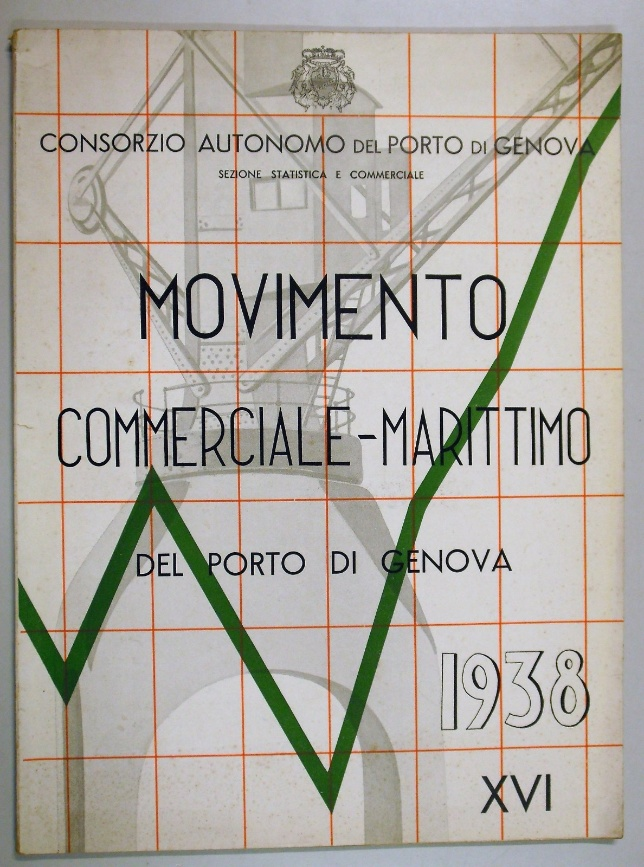 CONSORZIO AUTONOMO DEL PORTO DI GENOVA
SEZIONE STATISTICA E COMMERCIALE
MOVIMENTO
COMMERCIALE-MARITTIMO
DEL PORTO DI GENOVA
1938
XVI